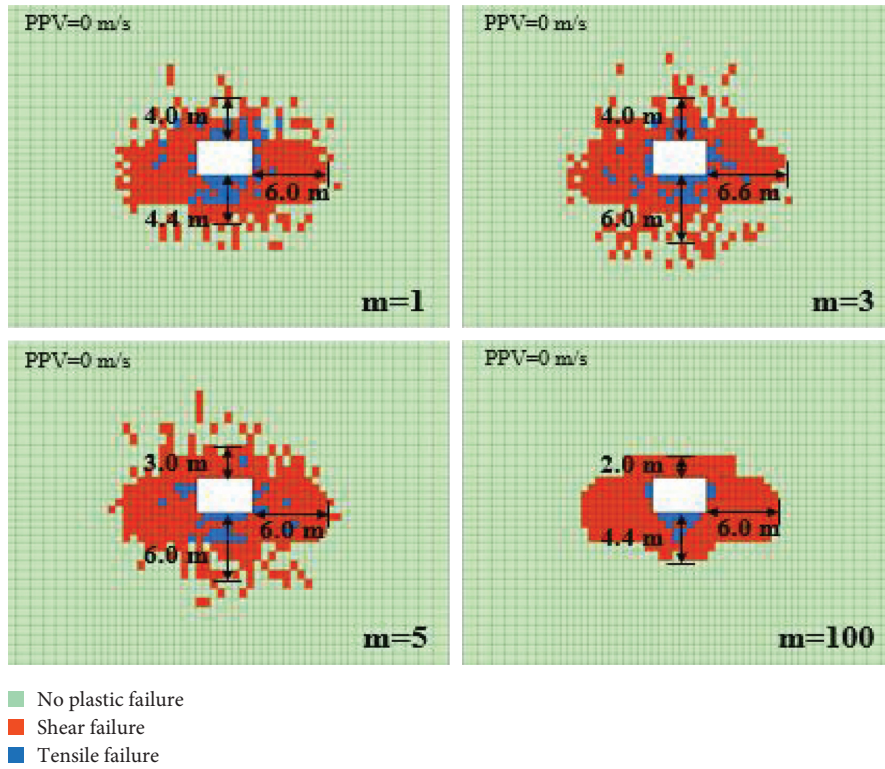 PPV=0 m/s
4.0 m
6.0 m
4.4 m
m=1
PPV=0 m/s
4.0 m
6.6 m
6.0 m
m=3
PPV=0 m/s
3.0 m
6.0 m
6.0 m
m=5
PPV=0 m/s
2.0 m
6.0 m
4.4 m
m=100
No plastic failure
Shear failure
Tensile failure